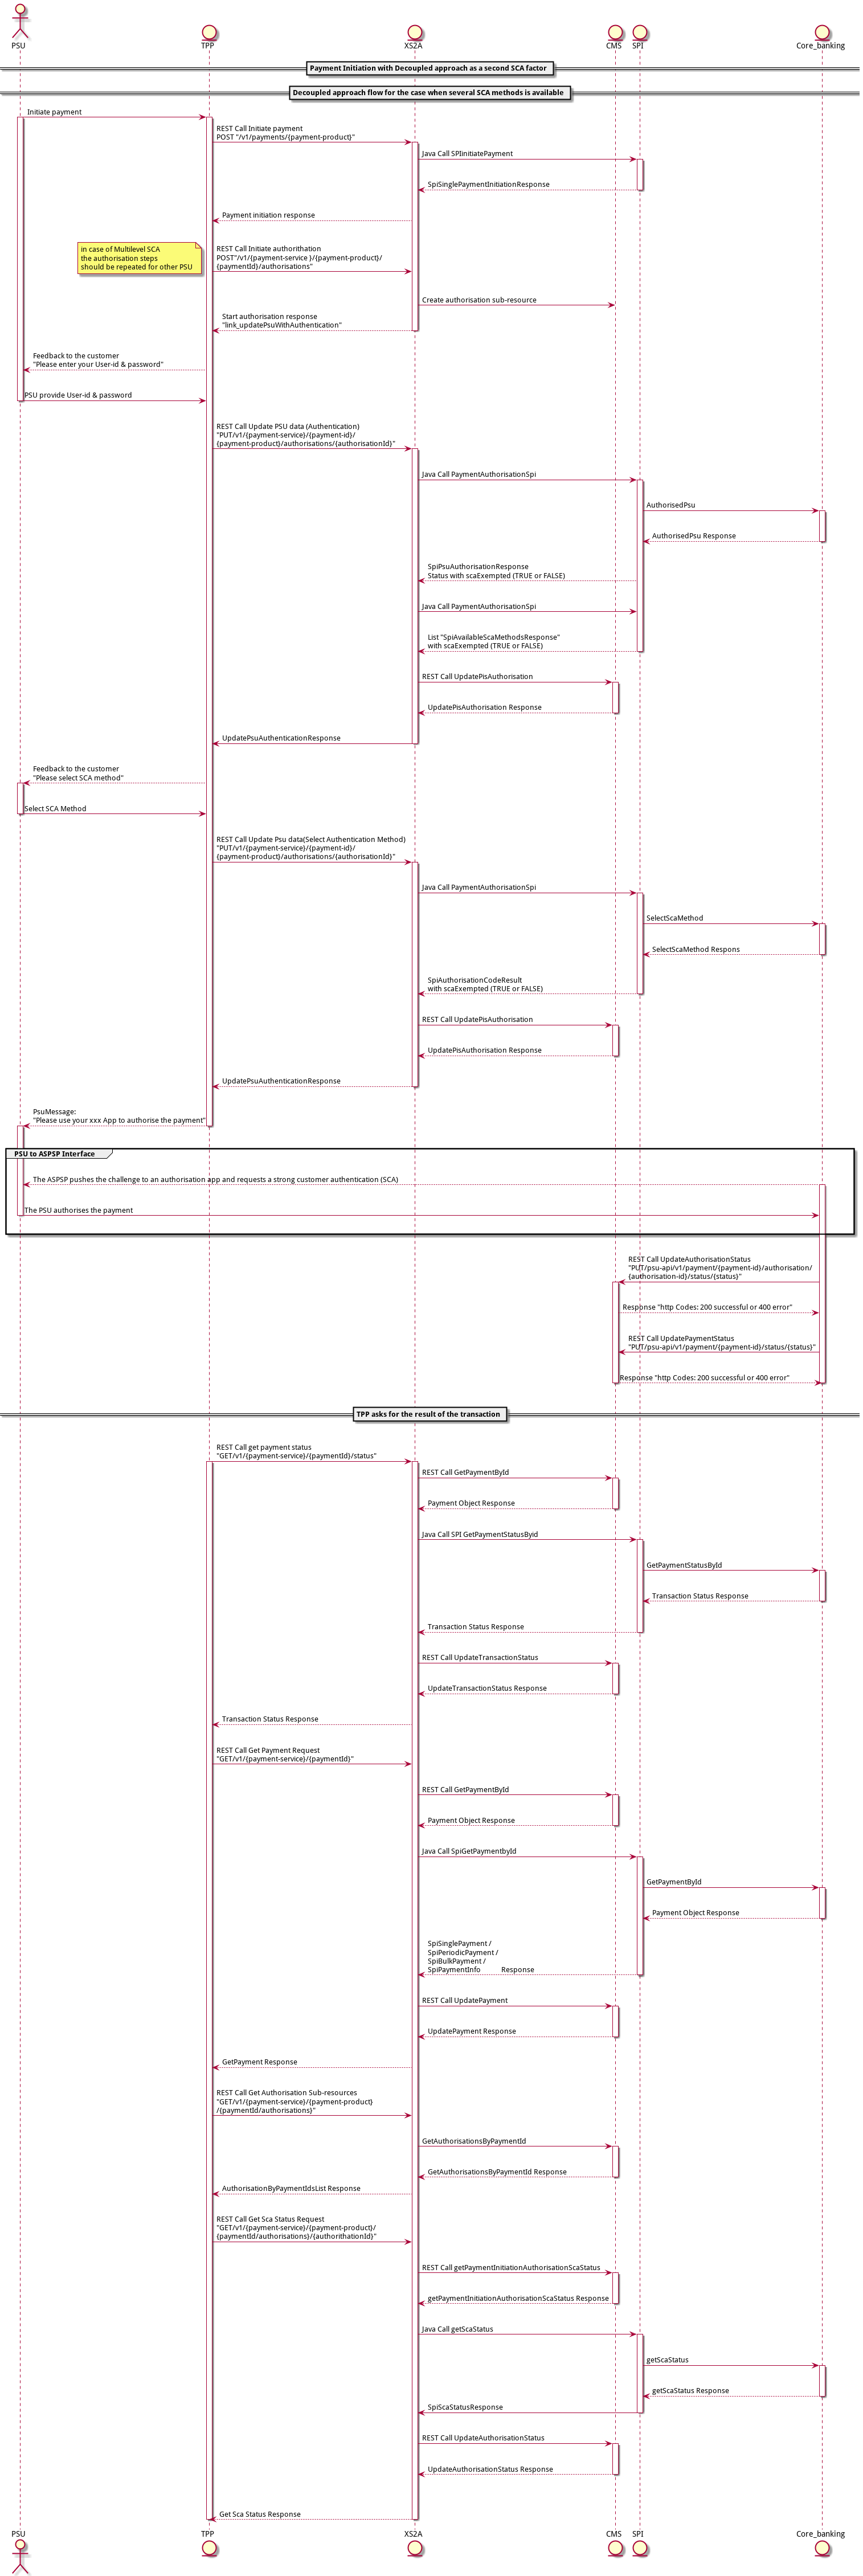 PSU
TPP
XS2A
CMS
SPI
Core_banking
Payment Initiation with Decoupled approach as a second SCA factor
Decoupled approach flow for the case when several SCA methods is available
Initiate payment
REST Call Initiate payment
POST "/v1/payments/{payment-product}"
Java Call SPIinitiatePayment
SpiSinglePaymentInitiationResponse
Payment initiation response
in case of Multilevel SCA
the authorisation steps
should be repeated for other PSU
REST Call Initiate authorithation
POST"/v1/{payment-service }/{payment-product}/
{paymentId}/authorisations"
Create authorisation sub-resource
Start authorisation response
"link_updatePsuWithAuthentication"
Feedback to the customer
"Please enter your User-id & password"
PSU provide User-id & password
REST Call Update PSU data (Authentication)
"PUT/v1/{payment-service}/{payment-id}/
{payment-product}/authorisations/{authorisationId}"
Java Call PaymentAuthorisationSpi
AuthorisedPsu
AuthorisedPsu Response
SpiPsuAuthorisationResponse
Status with scaExempted (TRUE or FALSE)
Java Call PaymentAuthorisationSpi
List "SpiAvailableScaMethodsResponse"
with scaExempted (TRUE or FALSE)
REST Call UpdatePisAuthorisation
UpdatePisAuthorisation Response
UpdatePsuAuthenticationResponse
Feedback to the customer
"Please select SCA method"
Select SCA Method
REST Call Update Psu data(Select Authentication Method)
"PUT/v1/{payment-service}/{payment-id}/
{payment-product}/authorisations/{authorisationId}"
Java Call PaymentAuthorisationSpi
SelectScaMethod
SelectScaMethod Respons
SpiAuthorisationCodeResult
with scaExempted (TRUE or FALSE)
REST Call UpdatePisAuthorisation
UpdatePisAuthorisation Response
UpdatePsuAuthenticationResponse
PsuMessage:
"Please use your xxx App to authorise the payment"
PSU to ASPSP Interface
The ASPSP pushes the challenge to an authorisation app and requests a strong customer authentication (SCA)
The PSU authorises the payment
REST Call UpdateAuthorisationStatus
"PUT/psu-api/v1/payment/{payment-id}/authorisation/
{authorisation-id}/status/{status}"
Response "http Codes: 200 successful or 400 error"
REST Call UpdatePaymentStatus
"PUT/psu-api/v1/payment/{payment-id}/status/{status}"
Response "http Codes: 200 successful or 400 error"
TPP asks for the result of the transaction
REST Call get payment status
"GET/v1/{payment-service}/{paymentId}/status"
REST Call GetPaymentById
Payment Object Response
Java Call SPI GetPaymentStatusByid
GetPaymentStatusById
Transaction Status Response
Transaction Status Response
REST Call UpdateTransactionStatus
UpdateTransactionStatus Response
Transaction Status Response
REST Call Get Payment Request
"GET/v1/{payment-service}/{paymentId}"
REST Call GetPaymentById
Payment Object Response
Java Call SpiGetPaymentbyId
GetPaymentById
Payment Object Response
SpiSinglePayment /
SpiPeriodicPayment /
SpiBulkPayment /
SpiPaymentInfo Response
REST Call UpdatePayment
UpdatePayment Response
GetPayment Response
REST Call Get Authorisation Sub-resources
"GET/v1/{payment-service}/{payment-product}
/{paymentId/authorisations}"
GetAuthorisationsByPaymentId
GetAuthorisationsByPaymentId Response
AuthorisationByPaymentIdsList Response
REST Call Get Sca Status Request
"GET/v1/{payment-service}/{payment-product}/
{paymentId/authorisations}/{authorithationId}"
REST Call getPaymentInitiationAuthorisationScaStatus
getPaymentInitiationAuthorisationScaStatus Response
Java Call getScaStatus
getScaStatus
getScaStatus Response
SpiScaStatusResponse
REST Call UpdateAuthorisationStatus
UpdateAuthorisationStatus Response
Get Sca Status Response
PSU
TPP
XS2A
CMS
SPI
Core_banking